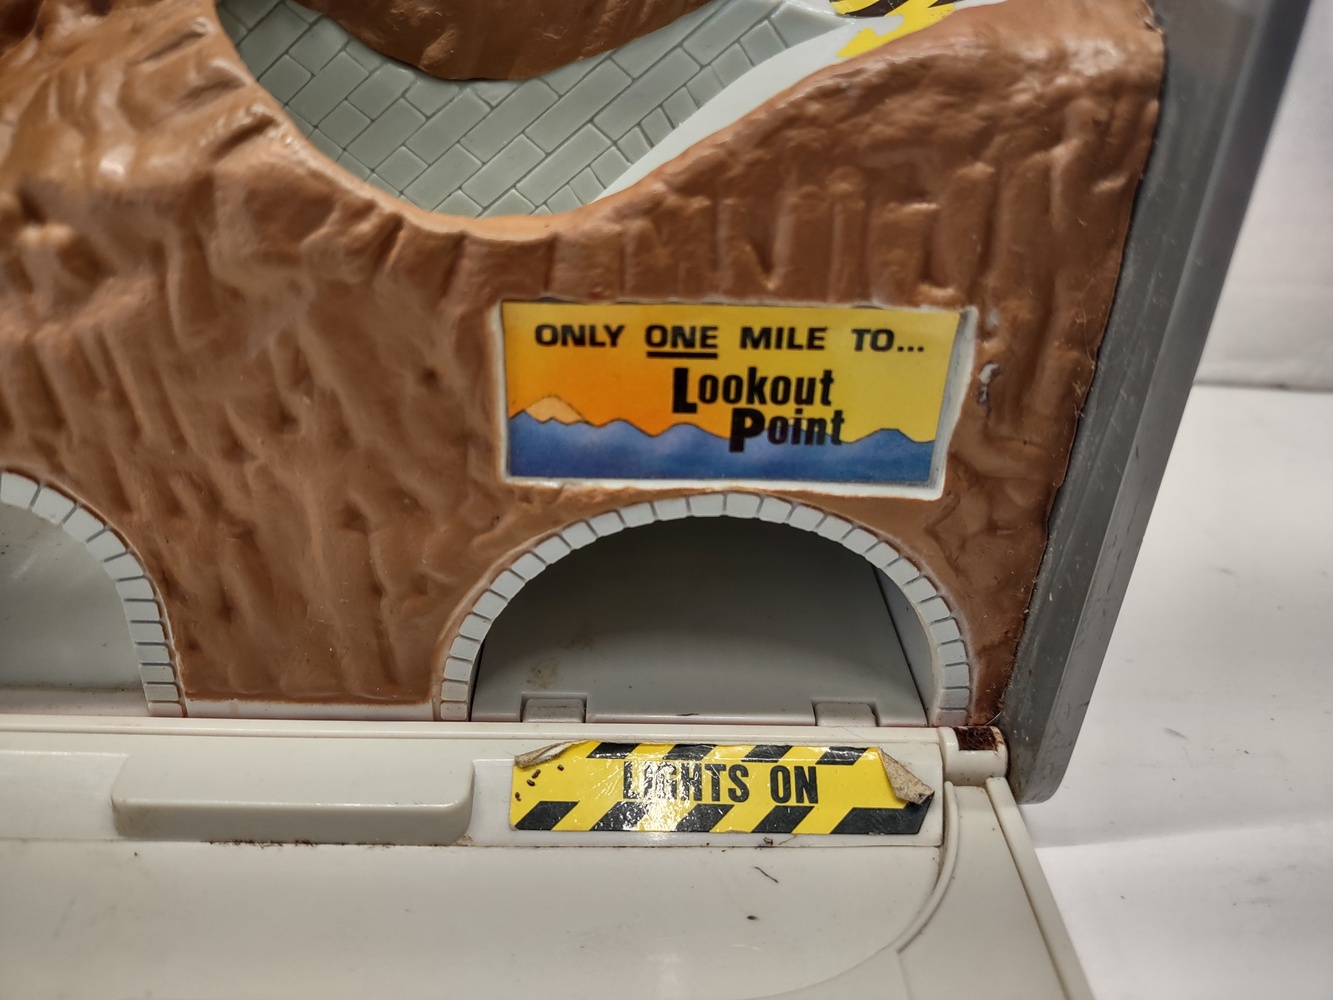 ONLY ONE MILE TO...
Lookout
Point
LIGHTS ON